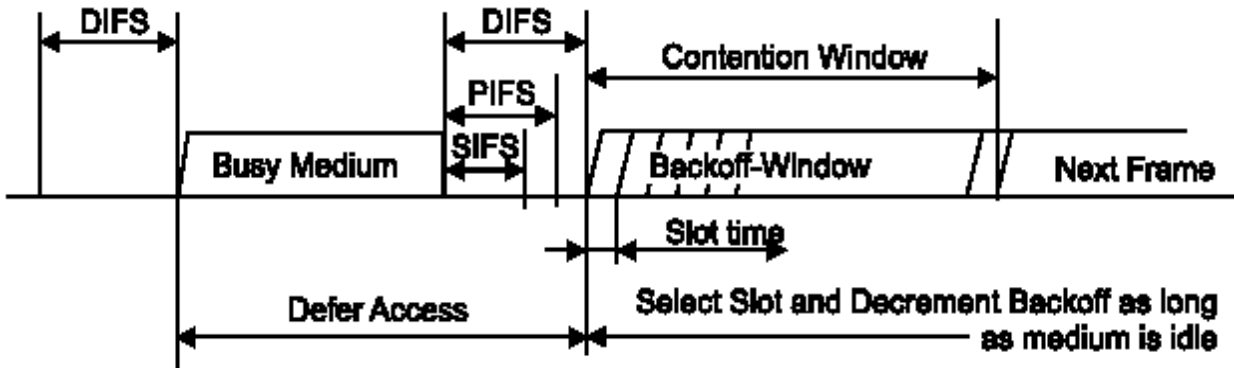 DIFS
DIFS
Contention Window
PIFS
SIFS
Busy Medium
Backoff-Window
Next Frame
Slot time
Defer Access
Select Slot and Decrement Backoff as long
as medium is idle